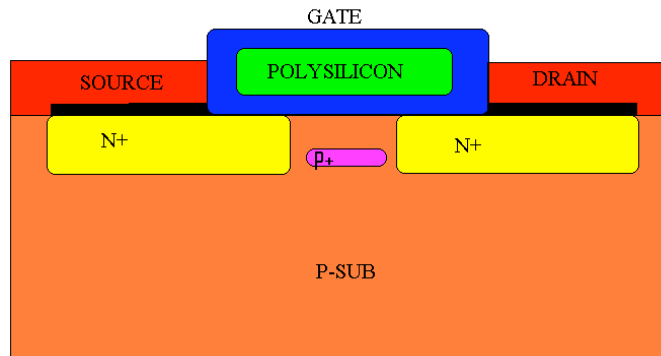 GATE
POLYSILICON
SOURCE
DRAIN
N+
N+
p+
P-SUB